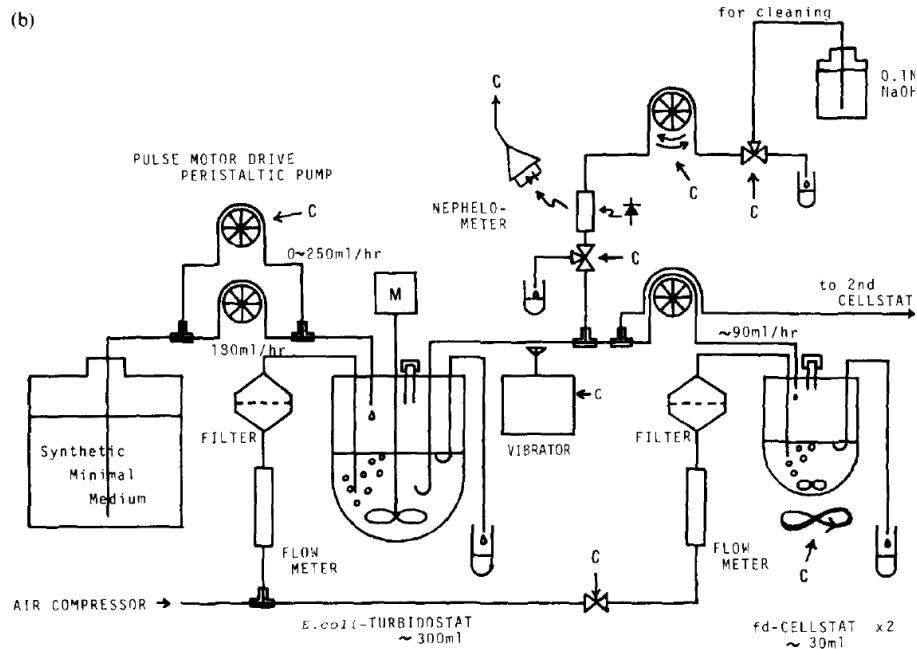 (b)
for cleaning
0.1N
NaOH
C
PULSE MOTOR DRIVE
PERISTALTIC PUMP
C
C
C
NEPHELO-
METER
0~250ml/hr
C
M
to 2nd
CELLSTAT
180ml/hr
~90ml/hr
C
FILTER
VIBRATOR
FILTER
Synthetic
Minimal
Medium
FLOW
METER
FLOW
METER
C
C
AIR COMPRESSOR
E.coli-TURBIDOSTAT
~ 300ml
fd-CELLSTAT x2
~ 30ml